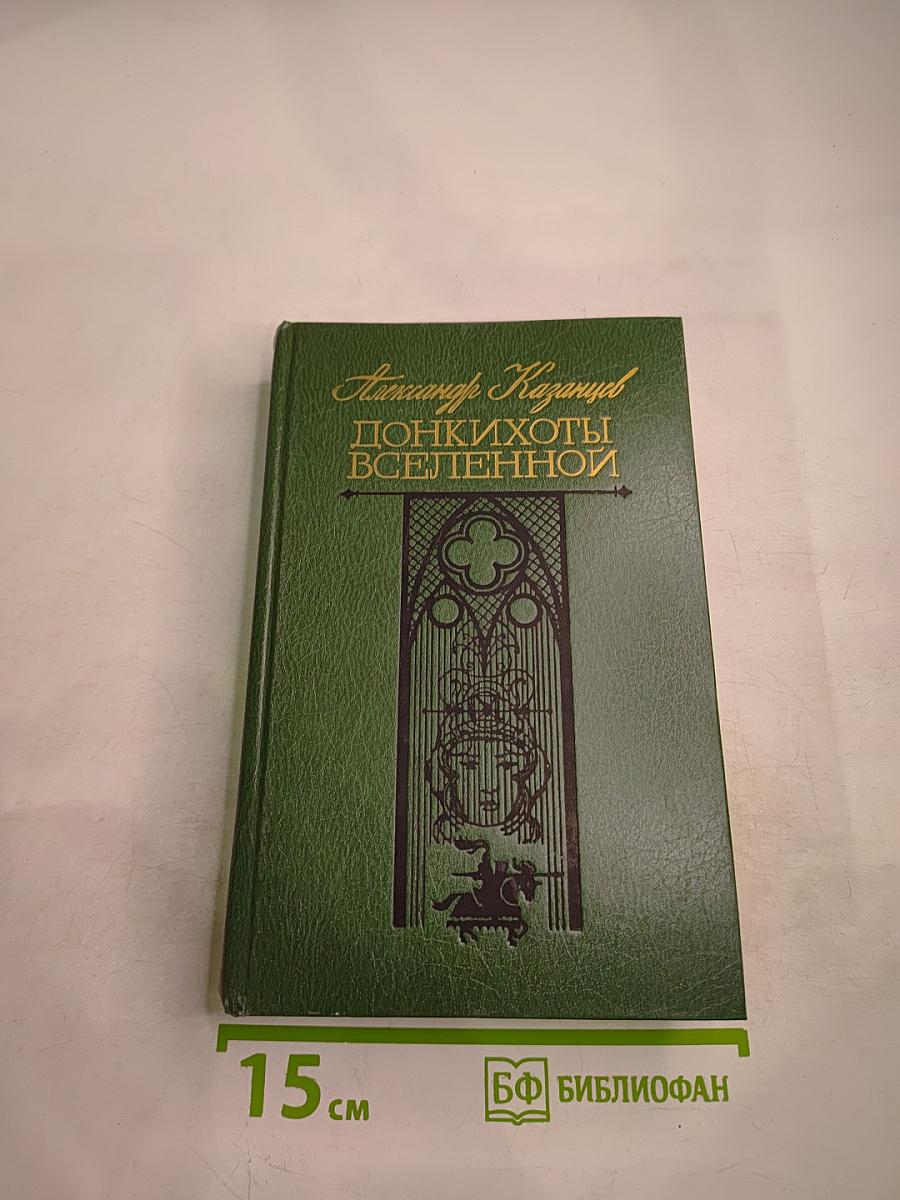 Александр Казанцев
ДОНКИХОТЫ
ВСЕЛЕННОЙ
15 см
БФ БИБЛИОФАН